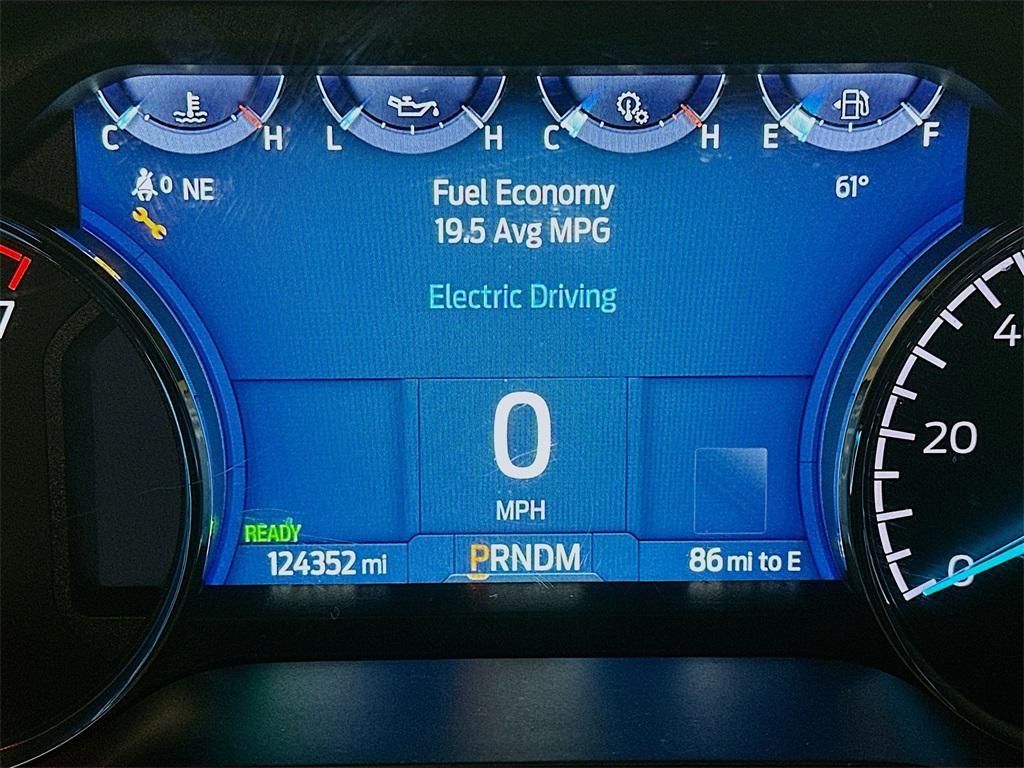 C H L H C H E F
0 NE
61°
Fuel Economy
19.5 Avg MPG
Electric Driving
7
4
20
0
0
MPH
READY
124352 mi
PRNDM
86 mi to E